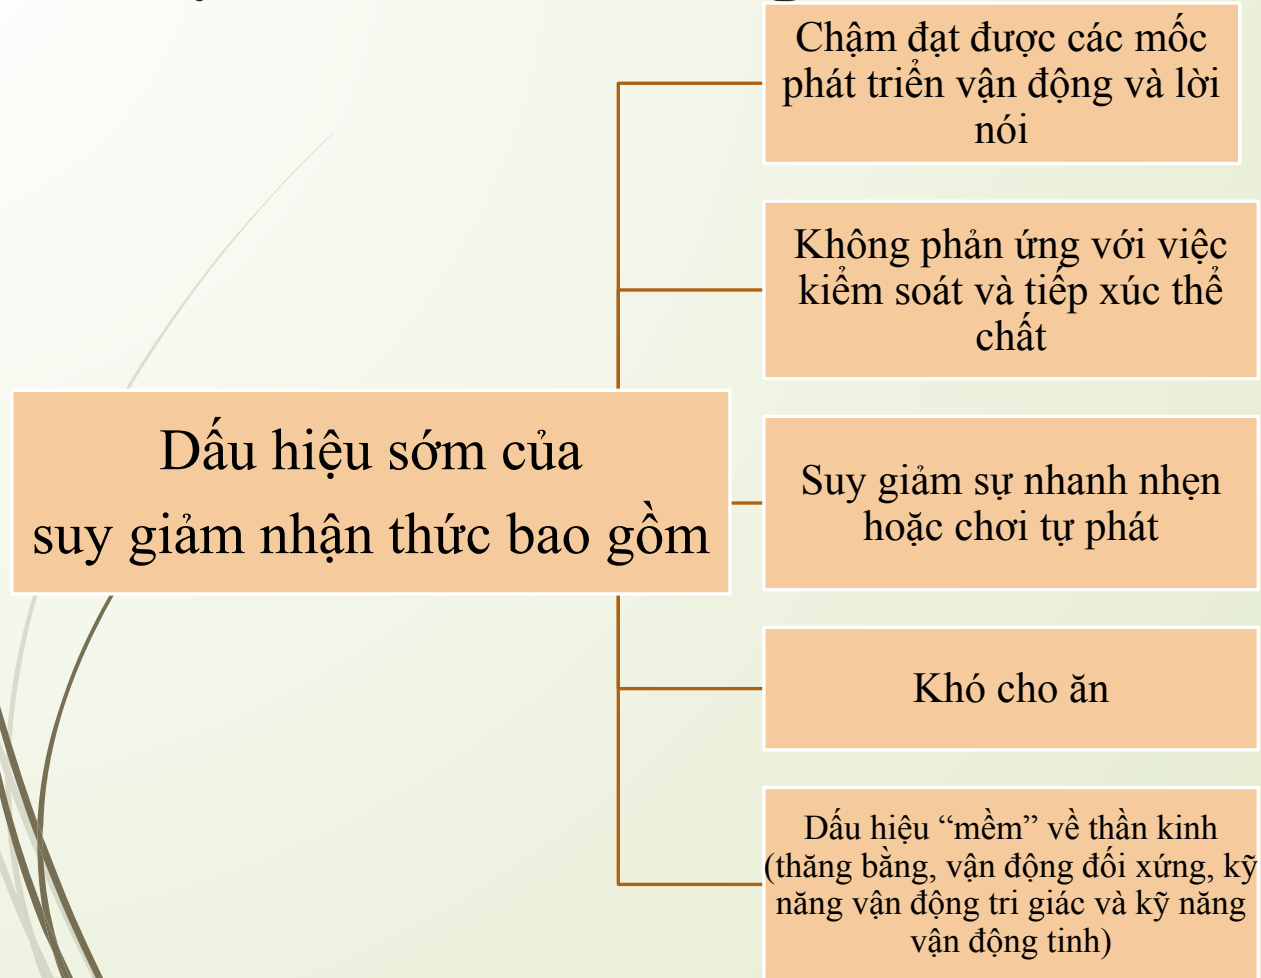 Dấu hiệu sớm của
suy giảm nhận thức bao gồm
Chậm đạt được các mốc
phát triển vận động và lời
nói
Không phản ứng với việc
kiểm soát và tiếp xúc thể
chất
Suy giảm sự nhanh nhẹn
hoặc chơi tự phát
Khó cho ăn
Dấu hiệu “mềm” về thần kinh
(thăng bằng, vận động đối xứng, kỹ
năng vận động tri giác và kỹ năng
vận động tinh)